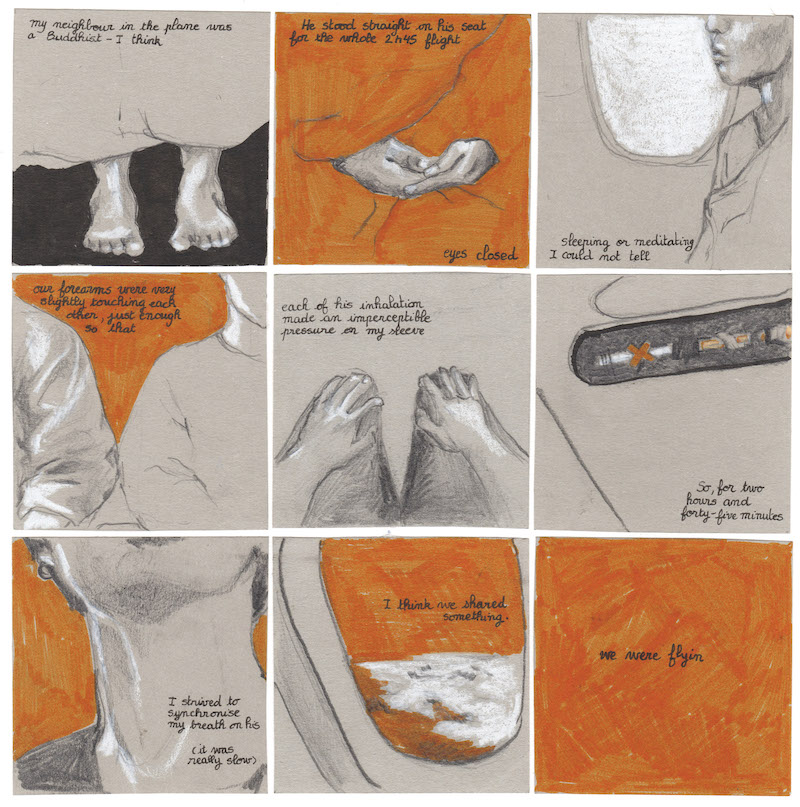 my neighbour in the plane was
a Buddhist - I think
He stood straight on his seat
for the whole 2h45 flight
eyes closed
sleeping or meditating
I could not tell
our forearms were very
slightly touching each
other, just enough
so that
each of his inhalation
made an imperceptible
pressure on my sleeve
So, for two
hours and
forty-five minutes
I strived to
synchronise
my breath on his
(it was
really slow)
I think we shared
something.
we were flyin